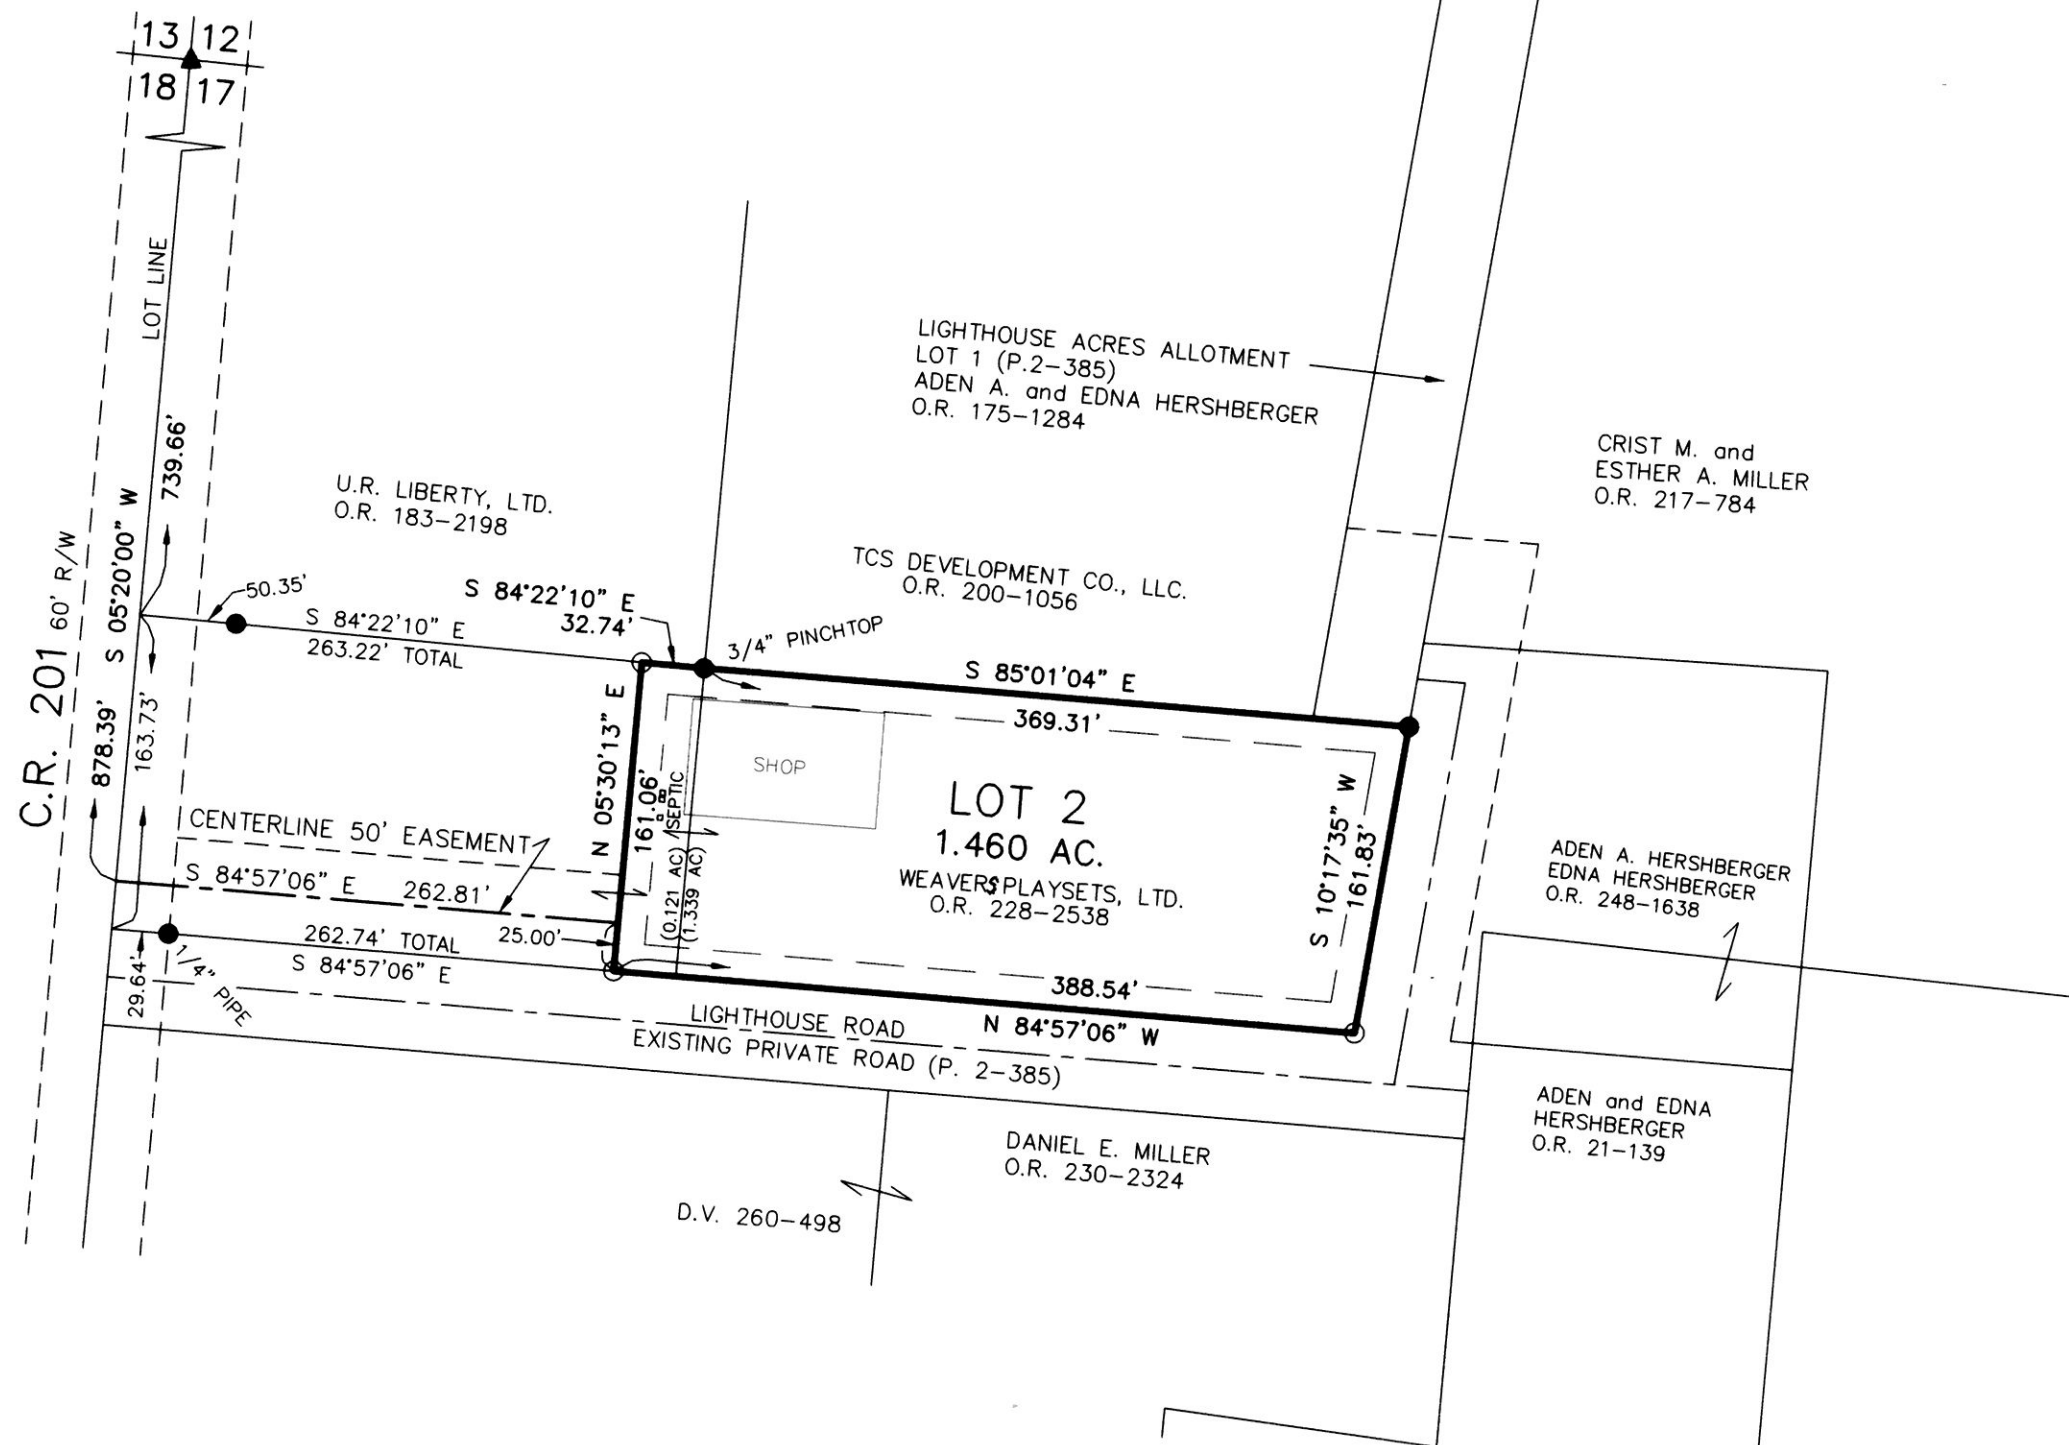 13 12
18 17
LOT LINE
739.66'
S 05°20'00" W
C.R. 201 60' R/W
878.39'
163.73'
50.35'
U.R. LIBERTY, LTD.
O.R. 183-2198
S 84°22'10" E
263.22' TOTAL
S 84°22'10" E
32.74'
3/4" PINCHTOP
LIGHTHOUSE ACRES ALLOTMENT
LOT 1 (P.2-385)
ADEN A. and EDNA HERSHBERGER
O.R. 175-1284
TCS DEVELOPMENT CO., LLC.
O.R. 200-1056
CRIST M. and
ESTHER A. MILLER
O.R. 217-784
S 85°01'04" E
369.31'
N 05°30'13" E
161.06'
SEPTIC
(0.121 AC)
(1.339 AC)
SHOP
LOT 2
1.460 AC.
WEAVERS PLAYSETS, LTD.
O.R. 228-2538
S 10°17'35" W
161.83'
CENTERLINE 50' EASEMENT
S 84°57'06" E 262.81'
262.74' TOTAL
S 84°57'06" E
25.00'
29.64'
1/4" PIPE
388.54'
N 84°57'06" W
LIGHTHOUSE ROAD
EXISTING PRIVATE ROAD (P. 2-385)
ADEN A. HERSHBERGER
EDNA HERSHBERGER
O.R. 248-1638
ADEN and EDNA
HERSHBERGER
O.R. 21-139
DANIEL E. MILLER
O.R. 230-2324
D.V. 260-498